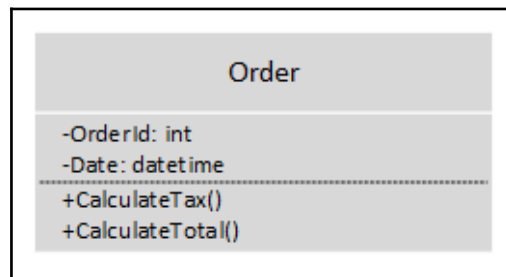 Order
-OrderId: int
-Date: datetime
+CalculateTax()
+CalculateTotal()